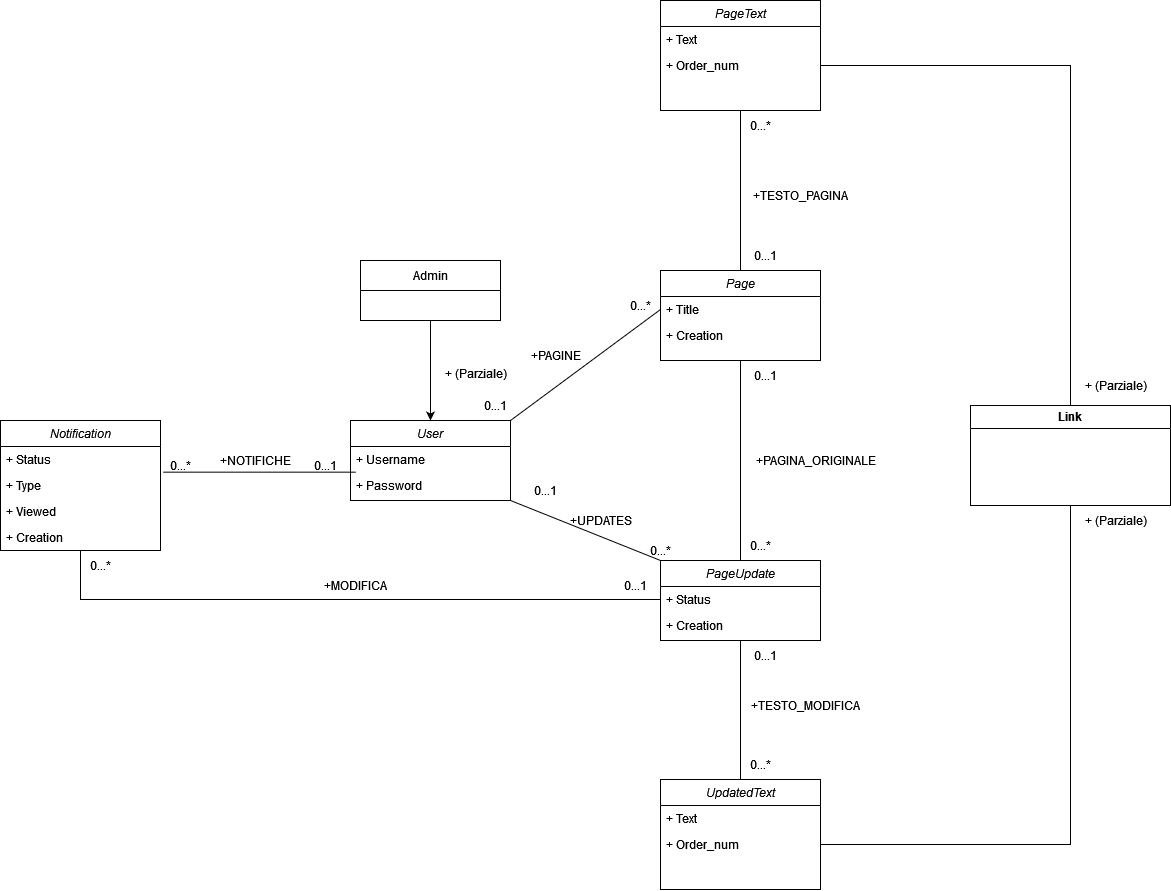 PageText
+ Text
+ Order_num
0...*
+TESTO_PAGINA
0...1
Page
+ Title
+ Creation
0...1
Admin
+ (Parziale)
0...*
+PAGINE
0...1
User
+ Username
+ Password
Notification
+ Status
+ Type
+ Viewed
+ Creation
0...*
+NOTIFICHE
0...1
0...*
+MODIFICA
0...1
0...1
+UPDATES
0...*
+PAGINA_ORIGINALE
0...*
PageUpdate
+ Status
+ Creation
0...1
+TESTO_MODIFICA
0...*
UpdatedText
+ Text
+ Order_num
+ (Parziale)
Link
+ (Parziale)